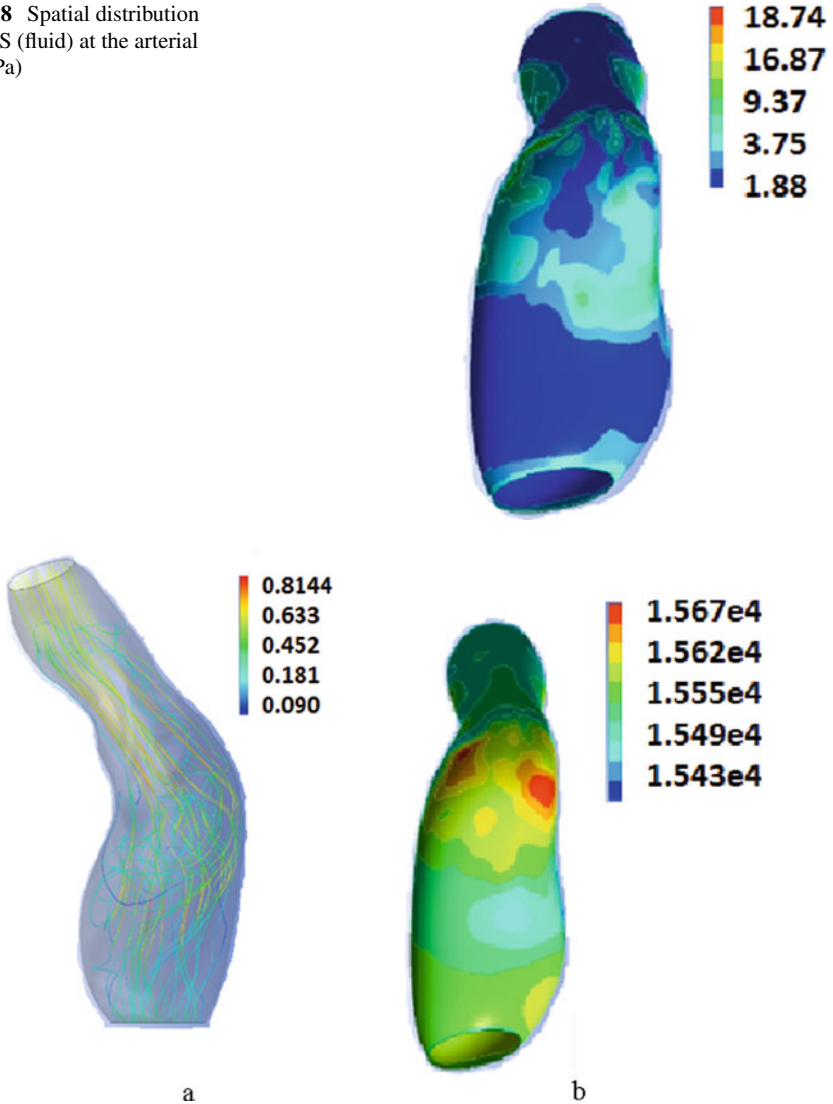 8 Spatial distribution
S (fluid) at the arterial
Pa)
18.74
16.87
9.37
3.75
1.88
0.8144
0.633
0.452
0.181
0.090
1.567e4
1.562e4
1.555e4
1.549e4
1.543e4
a
b